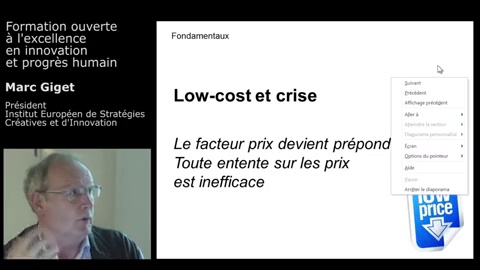 Formation ouverte
à l'excellence
en innovation
et progrès humain
Marc Giget
Président
Institut Européen de Stratégies
Créatives et d'Innovation
Fondamentaux
Low-cost et crise
Le facteur prix devient prépond
Toute entente sur les prix
est inefficace
Suivant
Précédent
Affichage précédent
Aller à
Atteindre la section
Diaporama personnalisé
Écran
Options du pointeur
Aide
Pause
Arrêter le diaporama
low
price